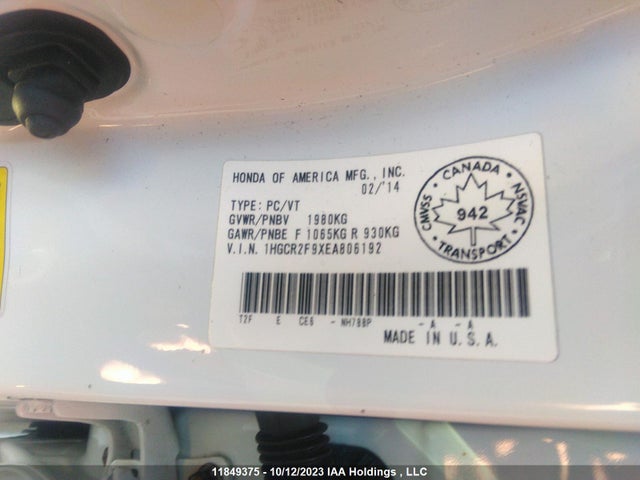 HONDA OF AMERICA MFG., INC.
02/'14
TYPE: PC/VT
GVWR/PNBV 1980KG
GAWR/PNBE F 1065KG R 930KG
V.I.N. 1HGCR2F9XEA806192
CANADA
CMVSS
942
NSVAC
TRANSPORT
T2F E CE6 - NH788P - A - A
MADE IN U.S.A.
11849375 - 10/12/2023 IAA Holdings , LLC